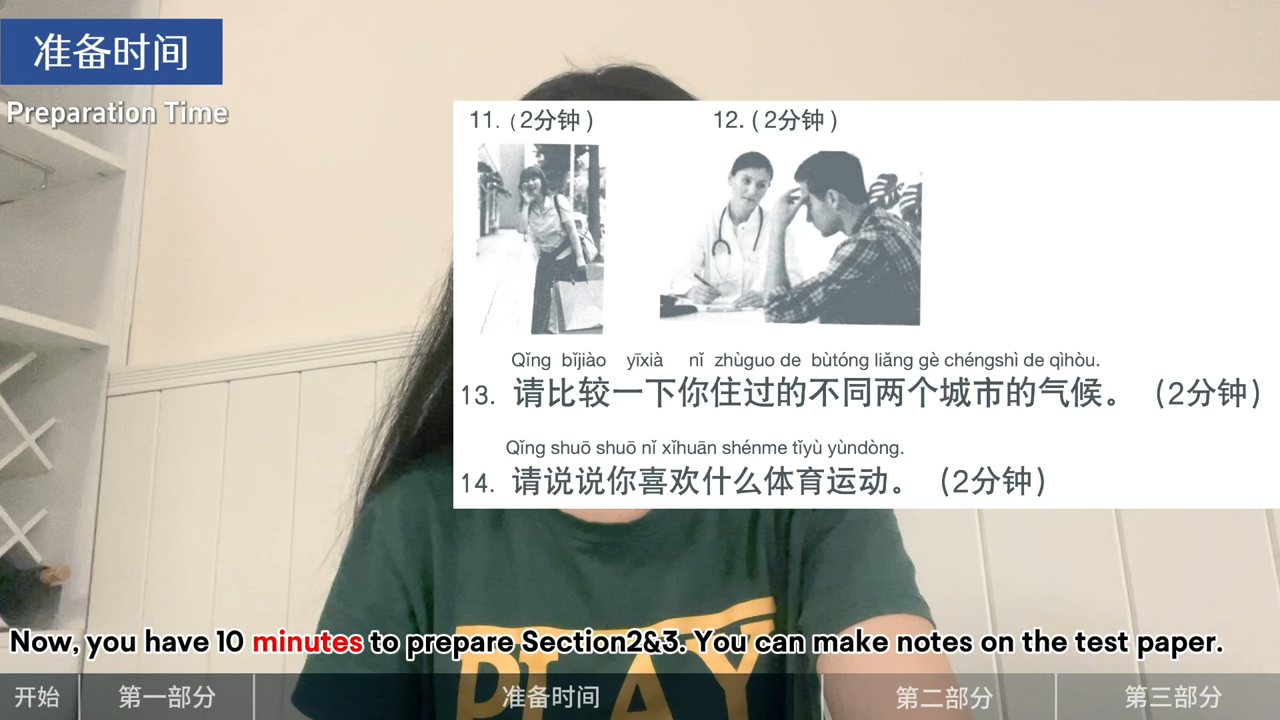 准备时间
Preparation Time
11. (2分钟)
12. (2分钟)
Qǐng bǐjiào yīxià nǐ zhùguo de bùtóng liǎng gè chéngshì de qìhòu.
13. 请比较一下你住过的不同两个城市的气候。（2分钟）
Qǐng shuō shuō nǐ xǐhuān shénme tǐyù yùndòng.
14. 请说说你喜欢什么体育运动。（2分钟）
PLAY
Now, you have 10 minutes to prepare Section2&3. You can make notes on the test paper.
开始 第一部分 准备时间 第二部分 第三部分